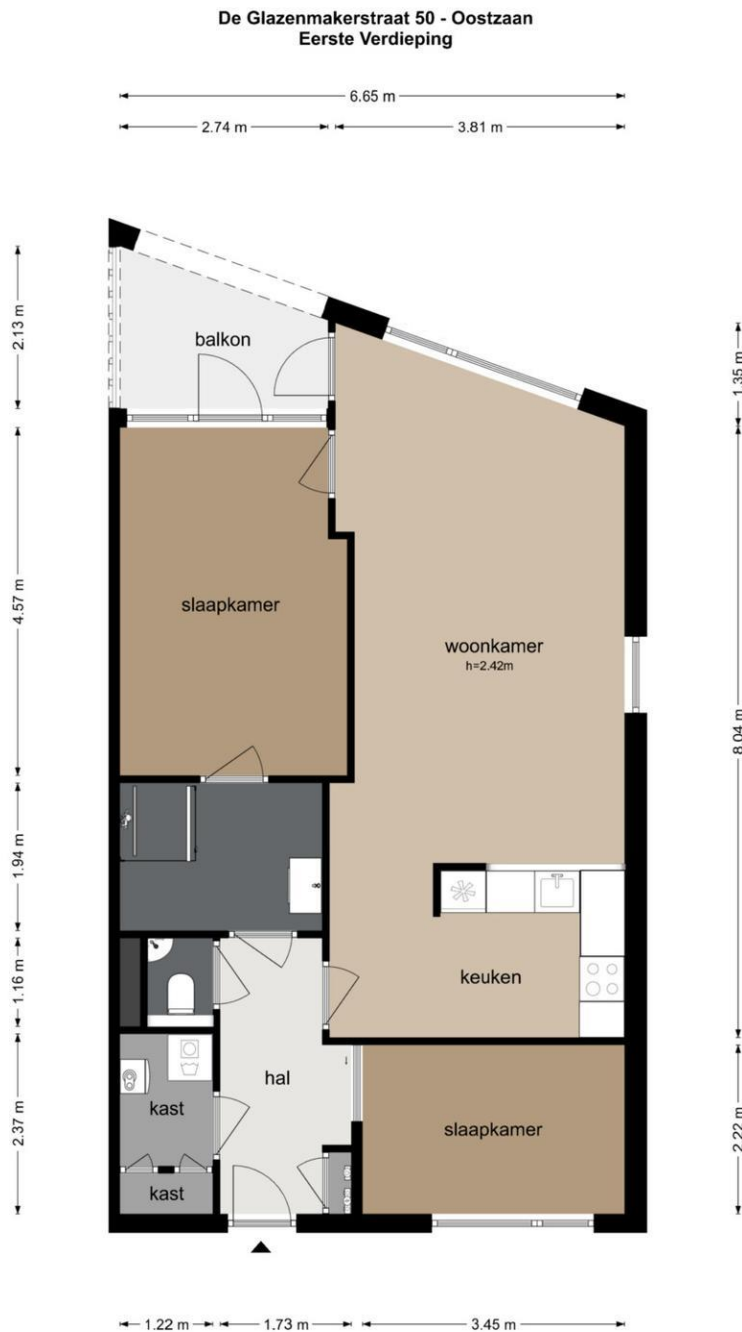 De Glazenmakerstraat 50 - Oostzaan
Eerste Verdieping
6.65 m
2.74 m
3.81 m
2.13 m
balkon
1.35 m
4.57 m
slaapkamer
woonkamer
h=2.42m
8.04 m
1.94 m
1.16 m
keuken
2.37 m
hal
kast
slaapkamer
2.22 m
kast
1.22 m
1.73 m
3.45 m